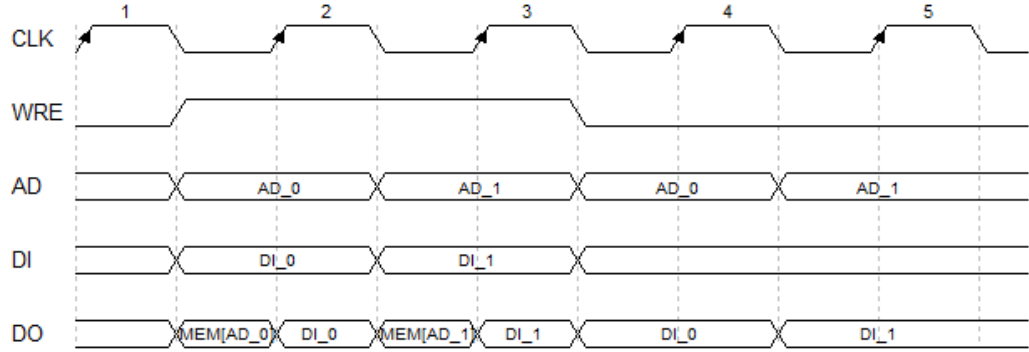 1 2 3 4 5
CLK
WRE
AD AD_0 AD_1 AD_0 AD_1
DI DI_0 DI_1
DO MEM[AD_0] DI_0 MEM[AD_1] DI_1 DI_0 DI_1